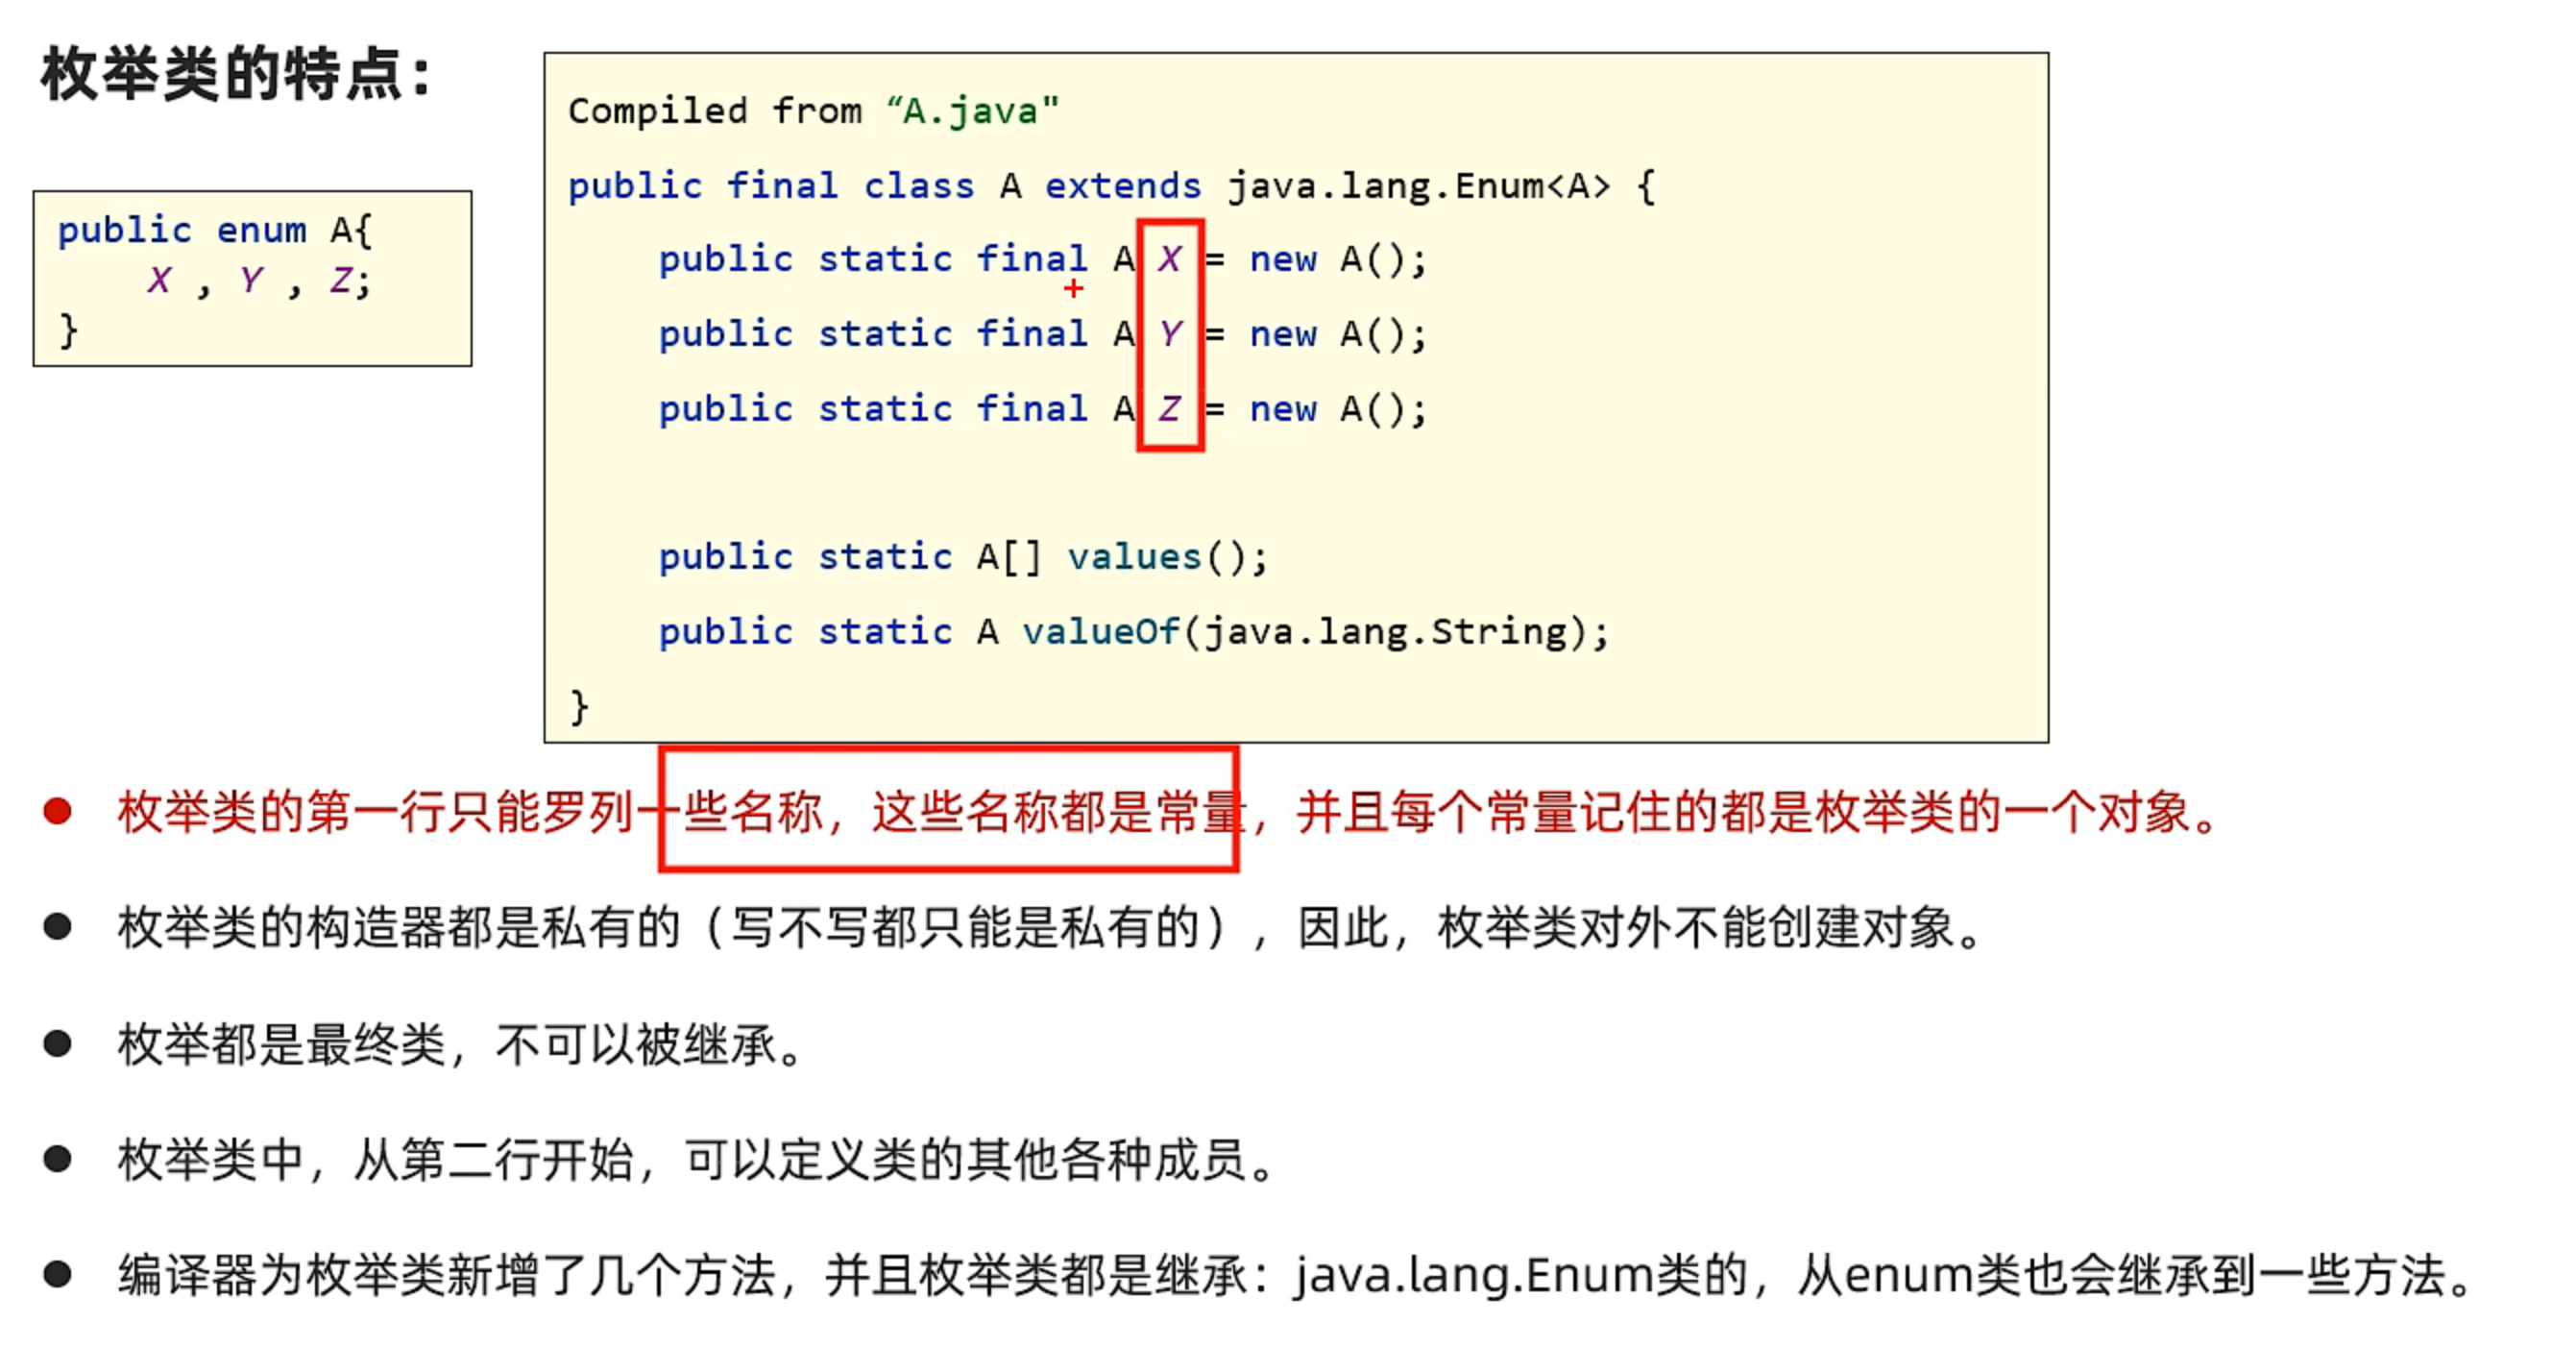 枚举类的特点：
public enum A{
X , Y , Z;
}
Compiled from “A.java"
public final class A extends java.lang.Enum<A> {
public static final A X = new A();
public static final A Y = new A();
public static final A Z = new A();
public static A[] values();
public static A valueOf(java.lang.String);
}
枚举类的第一行只能罗列一些名称，这些名称都是常量，并且每个常量记住的都是枚举类的一个对象。
枚举类的构造器都是私有的（写不写都只能是私有的），因此，枚举类对外不能创建对象。
枚举都是最终类，不可以被继承。
枚举类中，从第二行开始，可以定义类的其他各种成员。
编译器为枚举类新增了几个方法，并且枚举类都是继承：java.lang.Enum类的，从enum类也会继承到一些方法。